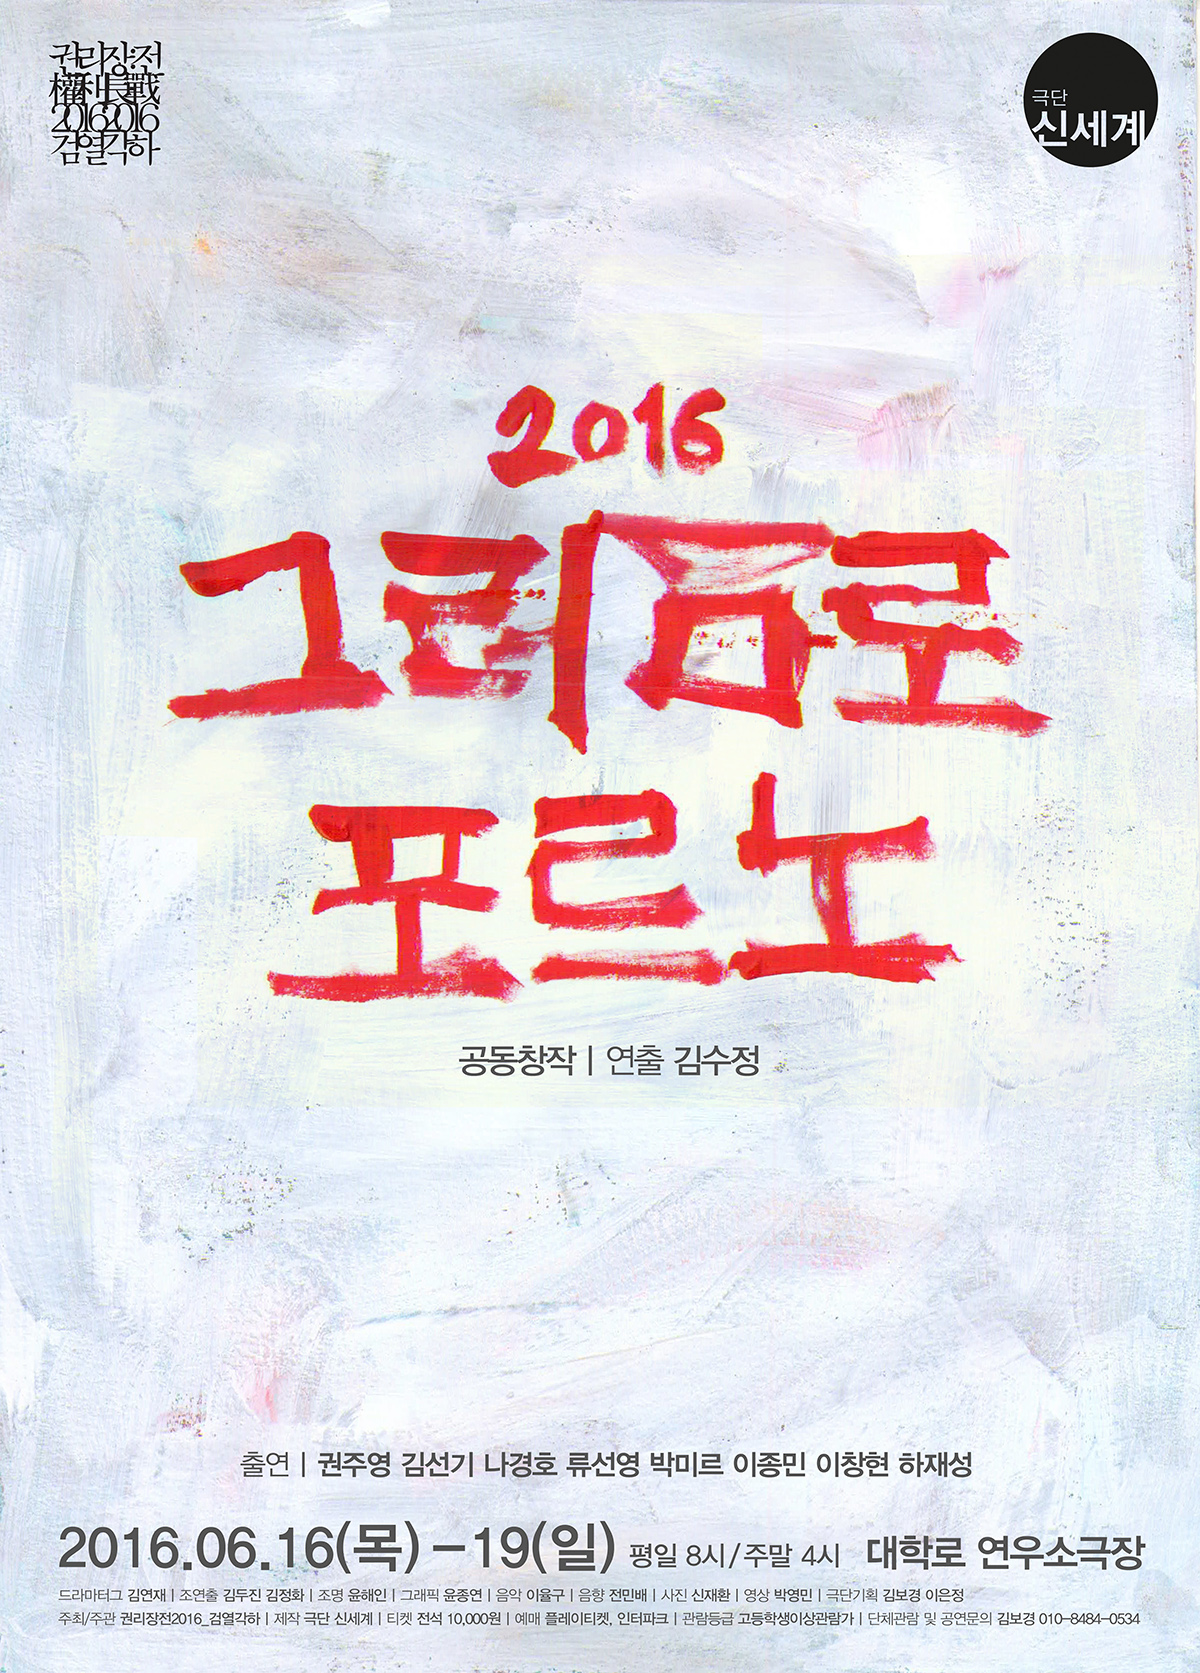 권리장:전
權利長戰
20162016
검열각하
극단
신세계
2016
그러므로
포르노
공동창작 | 연출 김수정
출연 | 권주영 김선기 나경호 류선영 박미르 이종민 이창현 하재성
2016.06.16(목)-19(일) 평일 8시/주말 4시 대학로 연우소극장
드라마터그 김연재 | 조연출 김두진 김정화 | 조명 윤해인 | 그래픽 윤종연 | 음악 이율구 | 음향 전민배 | 사진 신재환 | 영상 박영민 | 극단기획 김보경 이은정
주최/주관 권리장전2016_검열각하 | 제작 극단 신세계 | 티켓 전석 10,000원 | 예매 플레이티켓, 인터파크 | 관람등급 고등학생이상관람가 | 단체관람 및 공연문의 김보경 010-8484-0534